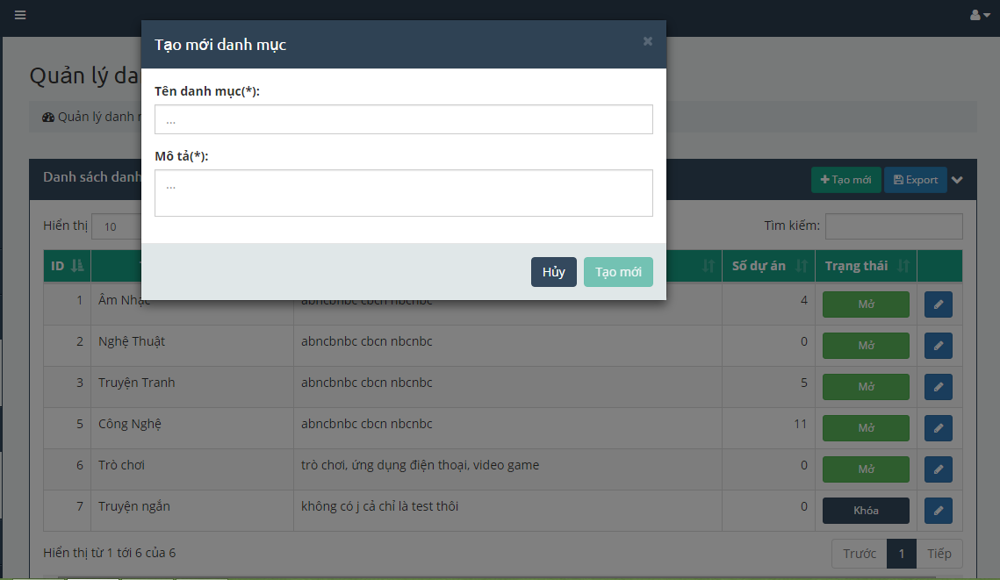 Tạo mới danh mục
Tên danh mục(*):
...
Mô tả(*):
...
Hủy Tạo mới
Quản lý da
Quản lý danh
Danh sách danh
Tạo mới Export
Hiển thị 10 Tìm kiếm:
ID Số dự án Trạng thái
1 Âm Nhạc abncbnbc cbcn nbcnbc 4 Mở
2 Nghệ Thuật abncbnbc cbcn nbcnbc 0 Mở
3 Truyện Tranh abncbnbc cbcn nbcnbc 5 Mở
5 Công Nghệ abncbnbc cbcn nbcnbc 11 Mở
6 Trò chơi trò chơi, ứng dụng điện thoại, video game 0 Mở
7 Truyện ngắn không có j cả chỉ là test thôi 0 Khóa
Hiển thị từ 1 tới 6 của 6 Trước 1 Tiếp